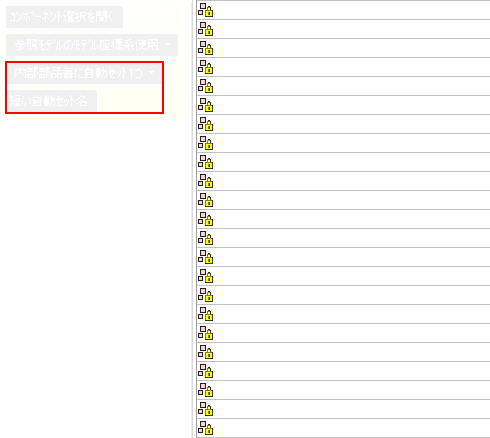 コンポーネント選択を開く
参照モデルのモデル座標系使用
内部部品毎に自動セット1つ
短い自動セット名